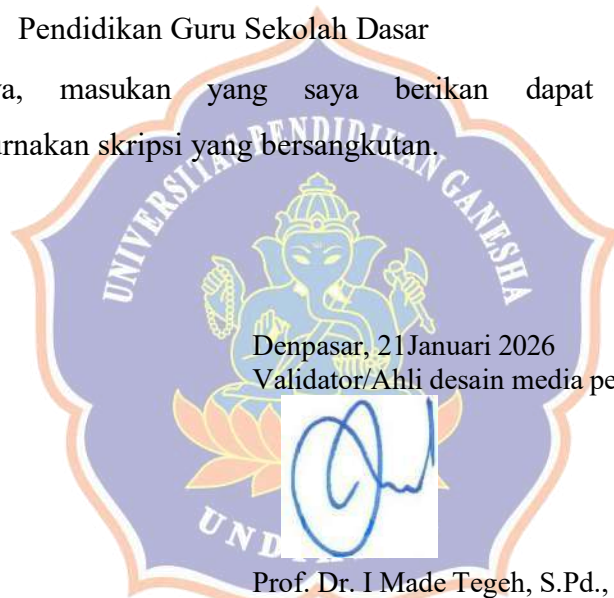 Pendidikan Guru Sekolah Dasar
a, masukan yang saya berikan dapat
rnakan skripsi yang bersangkutan.
UNIVERSITAS PENDIDIKAN GANESHA
Denpasar, 21Januari 2026
Validator/Ahli desain media pe
Prof. Dr. I Made Tegeh, S.Pd.,